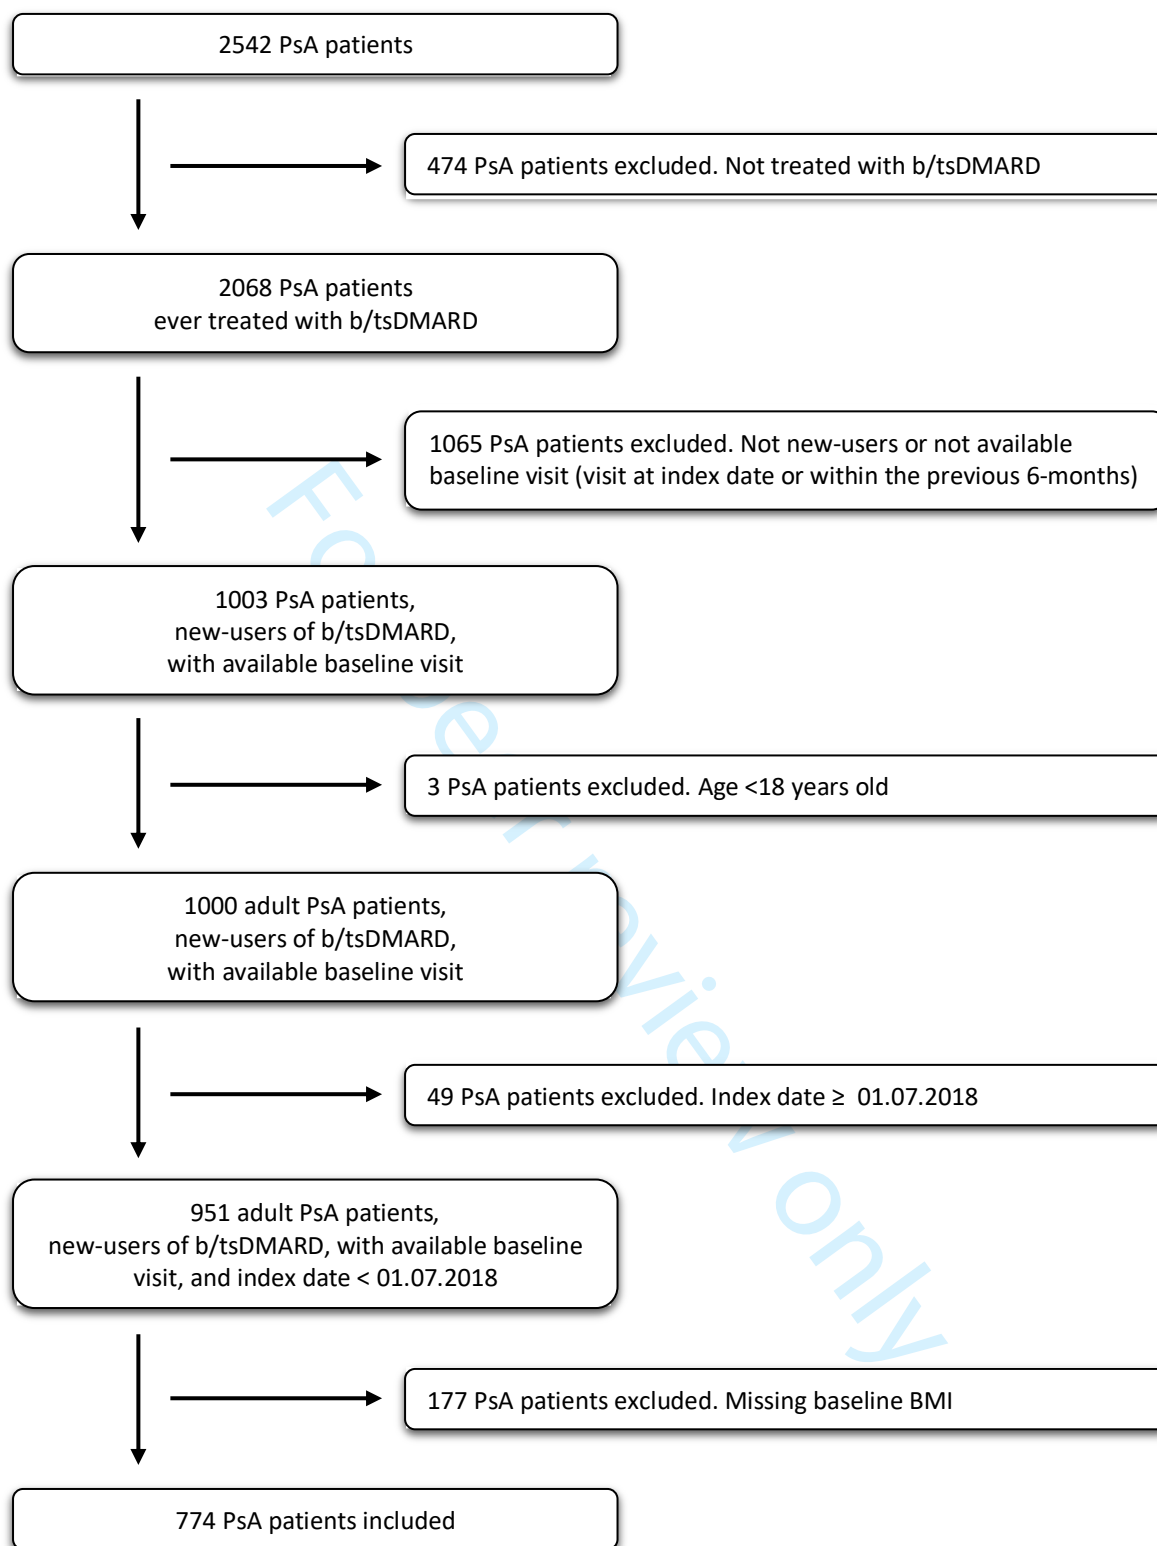 2542 PsA patients
474 PsA patients excluded. Not treated with b/tsDMARD
2068 PsA patients
ever treated with b/tsDMARD
1065 PsA patients excluded. Not new-users or not available
baseline visit (visit at index date or within the previous 6-months)
1003 PsA patients,
new-users of b/tsDMARD,
with available baseline visit
3 PsA patients excluded. Age <18 years old
1000 adult PsA patients,
new-users of b/tsDMARD,
with available baseline visit
49 PsA patients excluded. Index date ≥ 01.07.2018
951 adult PsA patients,
new-users of b/tsDMARD, with available baseline
visit, and index date < 01.07.2018
177 PsA patients excluded. Missing baseline BMI
774 PsA patients included
For peer review only